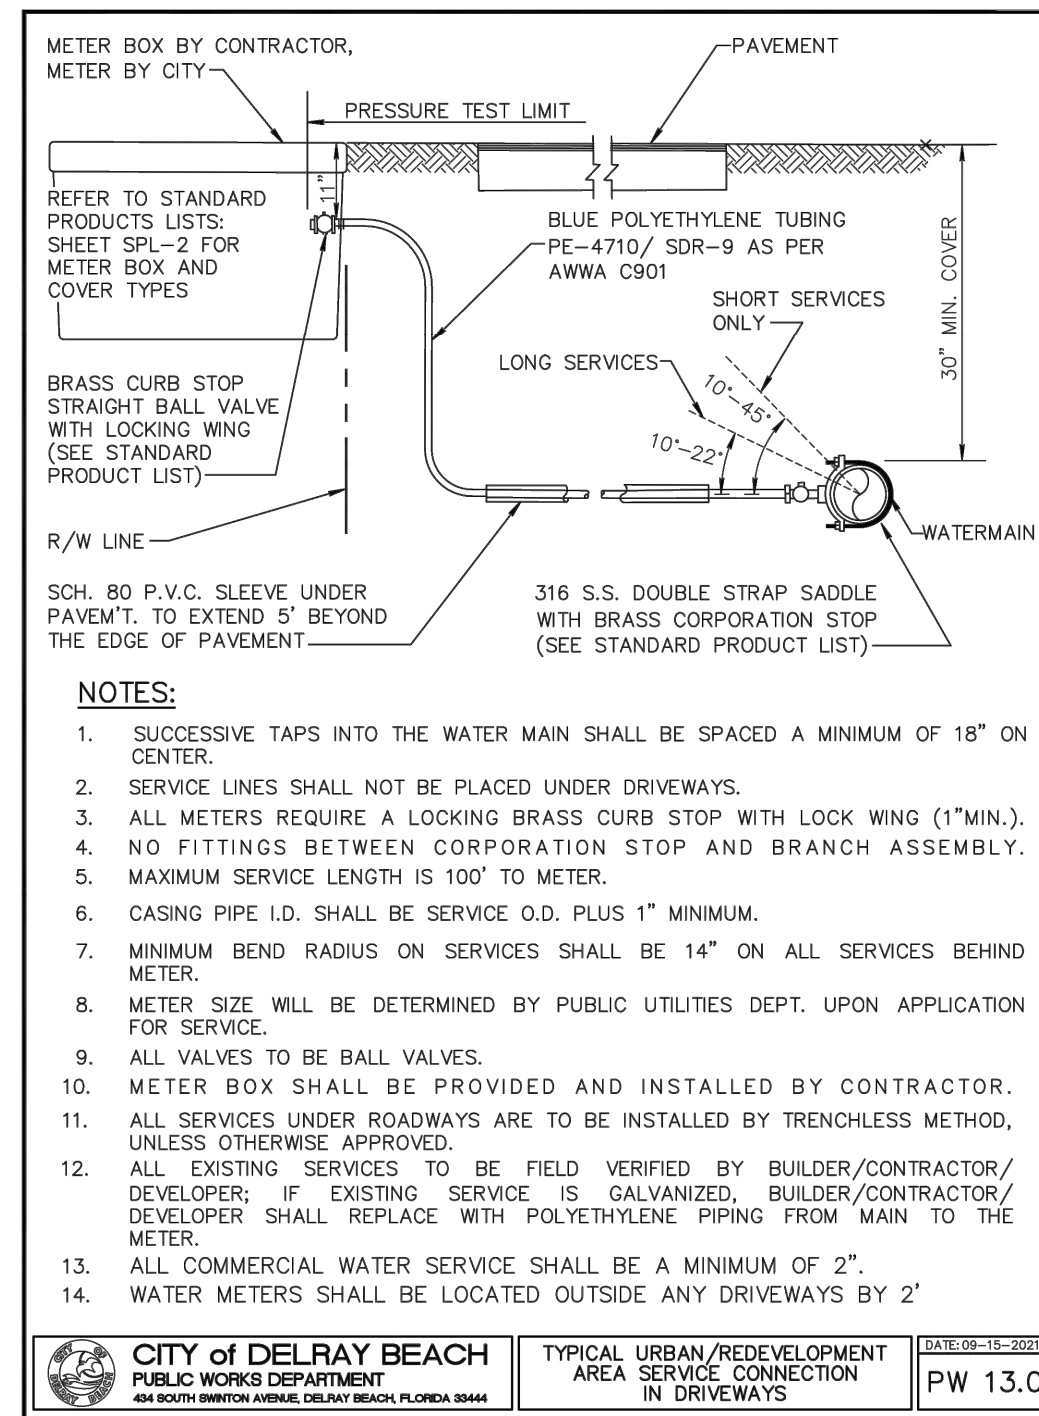 METER BOX BY CONTRACTOR,
METER BY CITY
PAVEMENT
PRESSURE TEST LIMIT
11"
REFER TO STANDARD
PRODUCTS LISTS:
SHEET SPL-2 FOR
METER BOX AND
COVER TYPES
BLUE POLYETHYLENE TUBING
PE-4710/ SDR-9 AS PER
AWWA C901
30" MIN. COVER
SHORT SERVICES
ONLY
LONG SERVICES
10°-45°
10°-22°
BRASS CURB STOP
STRAIGHT BALL VALVE
WITH LOCKING WING
(SEE STANDARD
PRODUCT LIST)
R/W LINE
WATERMAIN
SCH. 80 P.V.C. SLEEVE UNDER
PAVEM'T. TO EXTEND 5' BEYOND
THE EDGE OF PAVEMENT
316 S.S. DOUBLE STRAP SADDLE
WITH BRASS CORPORATION STOP
(SEE STANDARD PRODUCT LIST)
NOTES:
1. SUCCESSIVE TAPS INTO THE WATER MAIN SHALL BE SPACED A MINIMUM OF 18" ON
CENTER.
2. SERVICE LINES SHALL NOT BE PLACED UNDER DRIVEWAYS.
3. ALL METERS REQUIRE A LOCKING BRASS CURB STOP WITH LOCK WING (1"MIN.).
4. NO FITTINGS BETWEEN CORPORATION STOP AND BRANCH ASSEMBLY.
5. MAXIMUM SERVICE LENGTH IS 100' TO METER.
6. CASING PIPE I.D. SHALL BE SERVICE O.D. PLUS 1" MINIMUM.
7. MINIMUM BEND RADIUS ON SERVICES SHALL BE 14" ON ALL SERVICES BEHIND
METER.
8. METER SIZE WILL BE DETERMINED BY PUBLIC UTILITIES DEPT. UPON APPLICATION
FOR SERVICE.
9. ALL VALVES TO BE BALL VALVES.
10. METER BOX SHALL BE PROVIDED AND INSTALLED BY CONTRACTOR.
11. ALL SERVICES UNDER ROADWAYS ARE TO BE INSTALLED BY TRENCHLESS METHOD,
UNLESS OTHERWISE APPROVED.
12. ALL EXISTING SERVICES TO BE FIELD VERIFIED BY BUILDER/CONTRACTOR/
DEVELOPER; IF EXISTING SERVICE IS GALVANIZED, BUILDER/CONTRACTOR/
DEVELOPER SHALL REPLACE WITH POLYETHYLENE PIPING FROM MAIN TO THE
METER.
13. ALL COMMERCIAL WATER SERVICE SHALL BE A MINIMUM OF 2".
14. WATER METERS SHALL BE LOCATED OUTSIDE ANY DRIVEWAYS BY 2'
CITY OF
DELRAY BEACH
CITY of DELRAY BEACH
PUBLIC WORKS DEPARTMENT
434 SOUTH SWINTON AVENUE, DELRAY BEACH, FLORIDA 33444
TYPICAL URBAN/REDEVELOPMENT
AREA SERVICE CONNECTION
IN DRIVEWAYS
DATE: 09-15-2021
PW 13.0